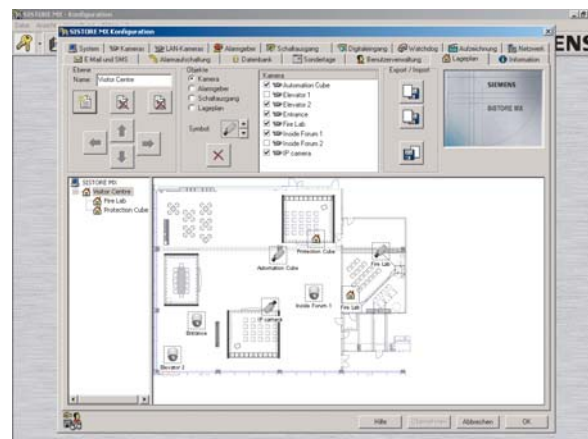 SISTORE MX - Konfiguration
SISTORE MX Konfiguration
System Kameras LAN-Kameras Alarmgeber Schaltausgang Digitaleingang Watchdog Aufzeichnung Netzwerk
E-Mail und SMS Alarmaufschaltung Datenbank Sondertage Benutzerverwaltung Lageplan Information
Ebene
Name Visitor Centre
Objekte
Kamera
Alarmgeber
Schaltausgang
Lageplan
Symbol
Kamera
Automation Cube
Elevator 1
Elevator 2
Entrance
Fire Lab
Inside Forum 1
Inside Forum 2
IP camera
Export / Import
SIEMENS
SISTORE MX
ENS
SISTORE MX
Visitor Centre
Fire Lab
Protection Cube
Protection Cube
Automation Cube
Fire Lab
Inside Forum 1
Fire Lab
IP camera
Entrance
Elevator 2
Hilfe Übernehmen Abbrechen OK